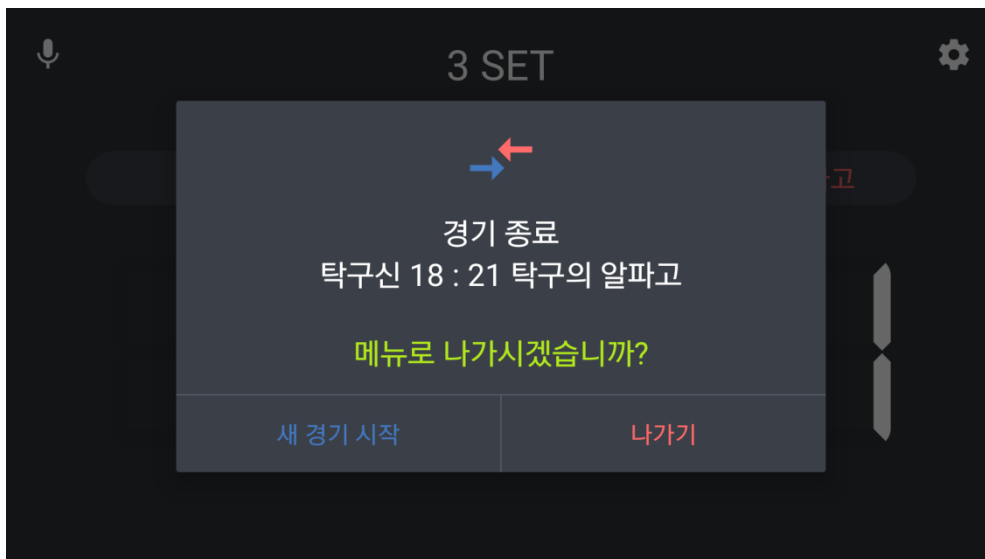 3 SET
고
경기 종료
탁구신 18 : 21 탁구의 알파고
메뉴로 나가시겠습니까?
새 경기 시작
나가기